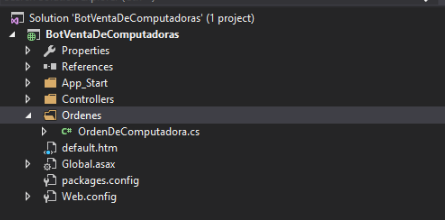 Solution 'BotVentaDeComputadoras' (1 project)
BotVentaDeComputadoras
Properties
References
App_Start
Controllers
Ordenes
C# OrdenDeComputadora.cs
default.htm
Global.asax
packages.config
Web.config